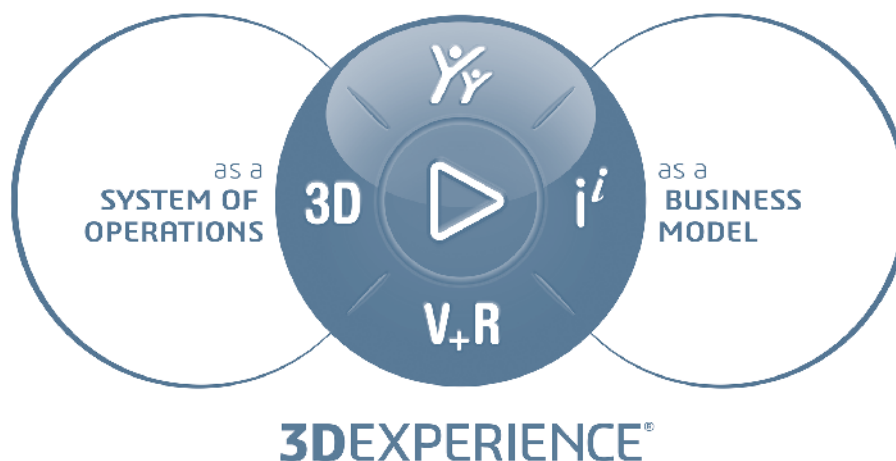 as a
SYSTEM OF
OPERATIONS
3D
i i
V+R
as a
BUSINESS
MODEL
3DEXPERIENCE®